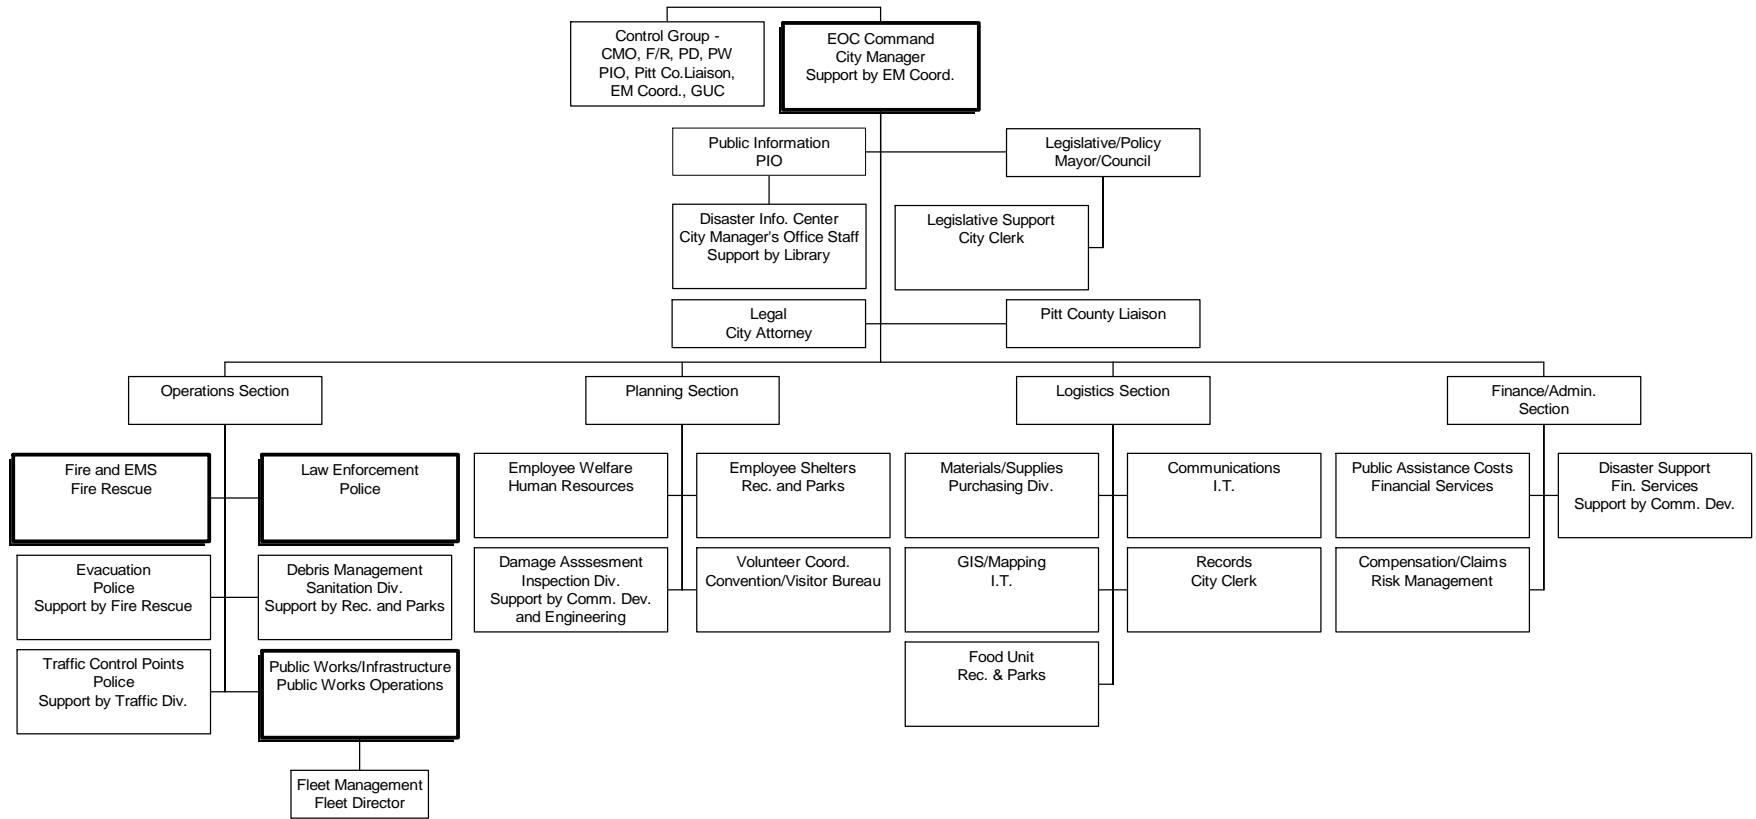 Control Group -
CMO, F/R, PD, PW
PIO, Pitt Co.Liaison,
EM Coord., GUC
EOC Command
City Manager
Support by EM Coord.
Public Information
PIO
Legislative/Policy
Mayor/Council
Disaster Info. Center
City Manager's Office Staff
Support by Library
Legislative Support
City Clerk
Legal
City Attorney
Pitt County Liaison
Operations Section
Planning Section
Logistics Section
Finance/Admin.
Section
Fire and EMS
Fire Rescue
Law Enforcement
Police
Employee Welfare
Human Resources
Employee Shelters
Rec. and Parks
Materials/Supplies
Purchasing Div.
Communications
I.T.
Public Assistance Costs
Financial Services
Disaster Support
Fin. Services
Support by Comm. Dev.
Evacuation
Police
Support by Fire Rescue
Debris Management
Sanitation Div.
Support by Rec. and Parks
Damage Asssesment
Inspection Div.
Support by Comm. Dev.
and Engineering
Volunteer Coord.
Convention/Visitor Bureau
GIS/Mapping
I.T.
Records
City Clerk
Compensation/Claims
Risk Management
Traffic Control Points
Police
Support by Traffic Div.
Public Works/Infrastructure
Public Works Operations
Food Unit
Rec. & Parks
Fleet Management
Fleet Director